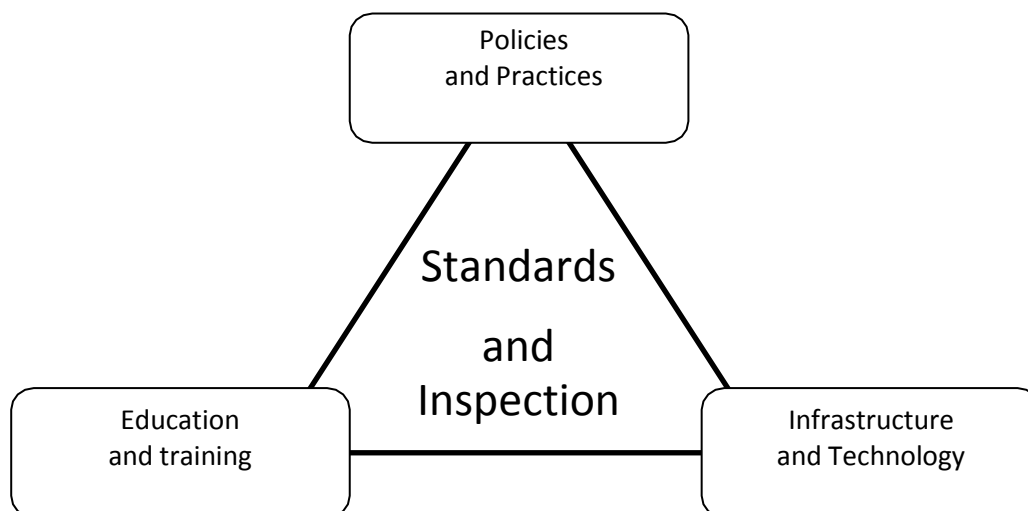 Policies
and Practices
Standards
and
Inspection
Education
and training
Infrastructure
and Technology